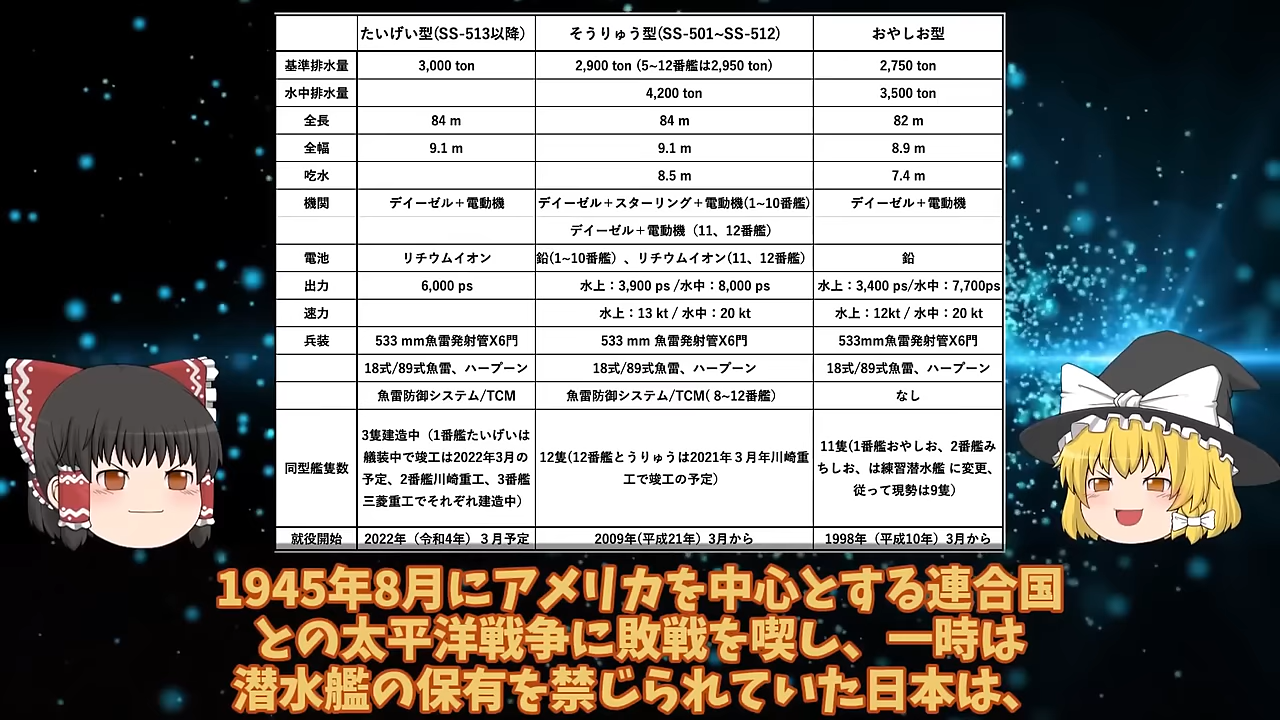 たいげい型(SS-513以降) そうりゅう型(SS-501~SS-512) おやしお型
基準排水量 3,000 ton 2,900 ton (5~12番艦は2,950 ton) 2,750 ton
水中排水量 4,200 ton 3,500 ton
全長 84 m 84 m 82 m
全幅 9.1 m 9.1 m 8.9 m
吃水 8.5 m 7.4 m
機関 デイーゼル＋電動機 デイーゼル＋スターリング＋電動機(1~10番艦) デイーゼル＋電動機
デイーゼル＋電動機（11、12番艦）
電池 リチウムイオン 鉛(1~10番艦）、リチウムイオン(11、12番艦） 鉛
出力 6,000 ps 水上：3,900 ps /水中：8,000 ps 水上：3,400 ps/水中：7,700ps
速力 水上：13 kt / 水中：20 kt 水上：12kt / 水中：20 kt
兵装 533 mm魚雷発射管X6門 533 mm 魚雷発射管X6門 533mm魚雷発射管X6門
18式/89式魚雷、ハープーン 18式/89式魚雷、ハープーン 18式/89式魚雷、ハープーン
魚雷防御システム/TCM 魚雷防御システム/TCM( 8~12番艦） なし
同型艦隻数
3隻建造中（1番艦たいげいは
艤装中で竣工は2022年3月の
予定、2番艦川崎重工、3番艦
三菱重工でそれぞれ建造中）
12隻(12番艦とうりゅうは2021年３月年川崎重
工で竣工の予定）
11隻(1番艦おやしお、2番艦み
ちしお、は練習潜水艦 に変更、
従って現勢は9隻）
就役開始 2022年（令和4年）３月予定 2009年(平成21年）3月から 1998年（平成10年）3月から
1945年8月にアメリカを中心とする連合国
との太平洋戦争に敗戦を喫し、一時は
潜水艦の保有を禁じられていた日本は、